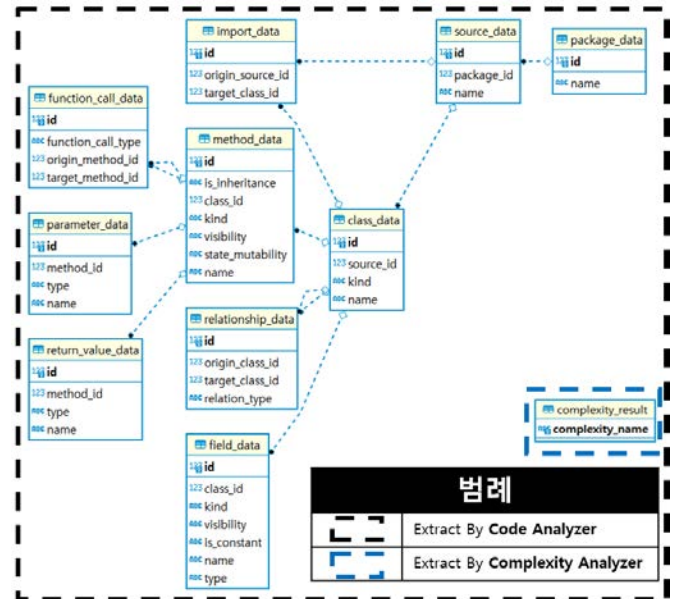 import_data
id
origin_source_id
target_class_id
source_data
id
package_id
name
package_data
id
name
function_call_data
id
function_call_type
origin_method_id
target_method_id
method_data
id
is_inheritance
class_id
kind
visibility
state_mutability
name
parameter_data
id
method_id
type
name
class_data
id
source_id
kind
name
return_value_data
id
method_id
type
name
relationship_data
id
origin_class_id
target_class_id
relation_type
field_data
id
class_id
kind
visibility
is_constant
name
type
complexity_result
complexity_name
범례
Extract By Code Analyzer
Extract By Complexity Analyzer